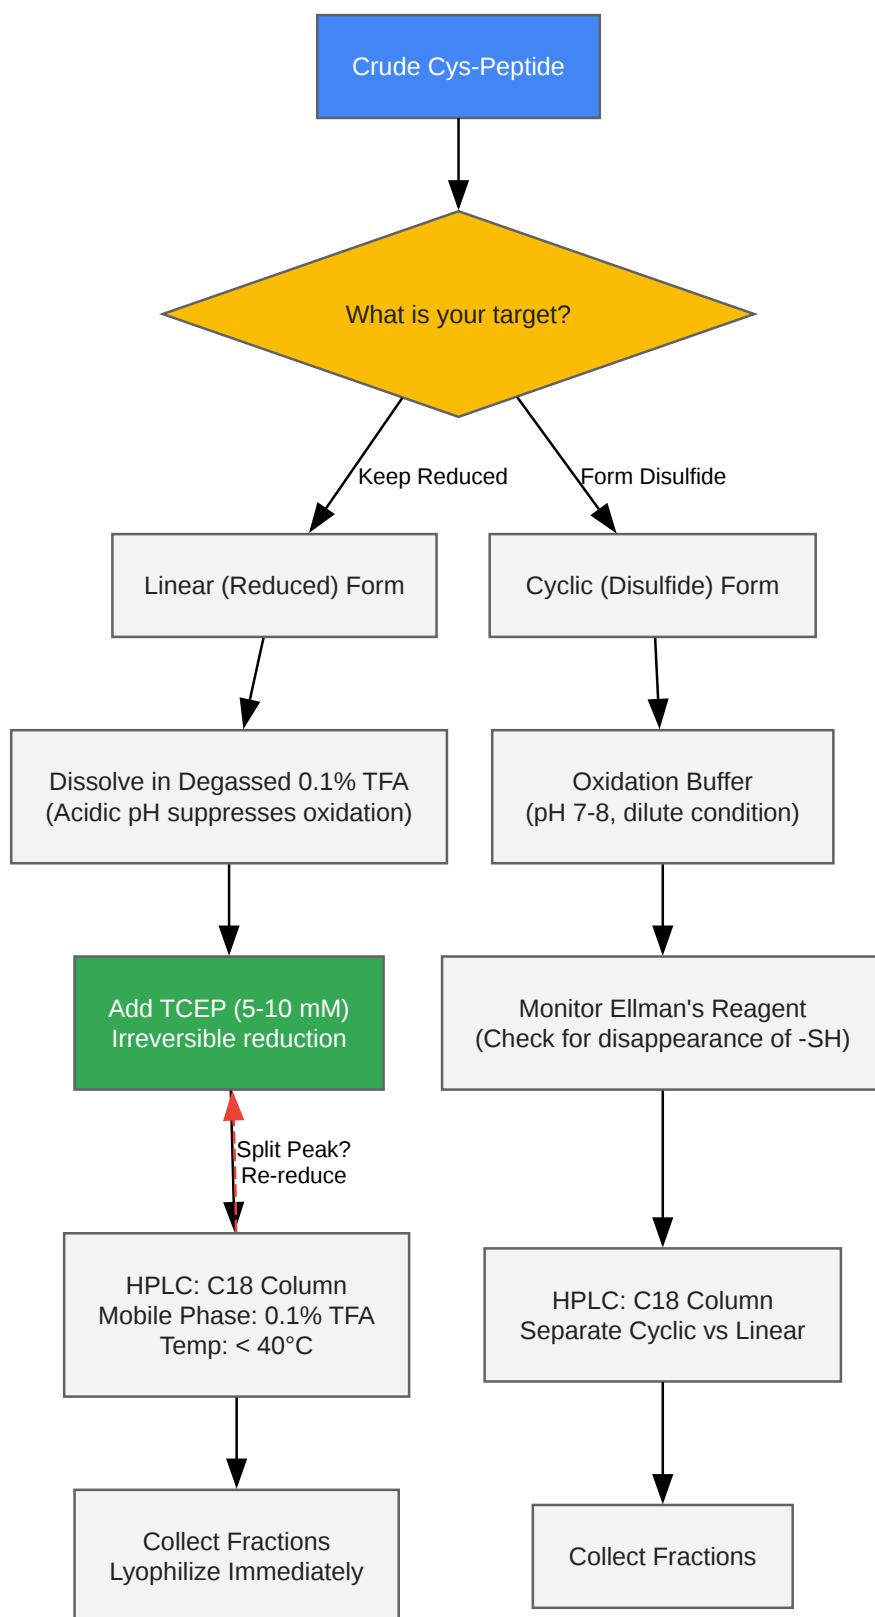 Crude Cys-Peptide
What is your target?
Keep Reduced
Form Disulfide
Linear (Reduced) Form
Cyclic (Disulfide) Form
Dissolve in Degassed 0.1% TFA
(Acidic pH suppresses oxidation)
Oxidation Buffer
(pH 7-8, dilute condition)
Add TCEP (5-10 mM)
Irreversible reduction
Monitor Ellman's Reagent
(Check for disappearance of -SH)
Split Peak?
Re-reduce
HPLC: C18 Column
Mobile Phase: 0.1% TFA
Temp: < 40°C
HPLC: C18 Column
Separate Cyclic vs Linear
Collect Fractions
Lyophilize Immediately
Collect Fractions